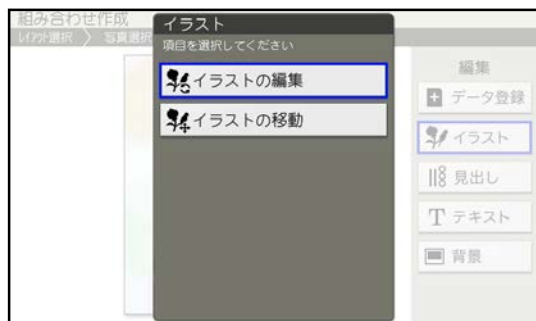 組み合わせ作成
ﾚｲｱｳﾄ選択 〉 写真選択
イラスト
項目を選択してください
イラストの編集
イラストの移動
編集
データ登録
イラスト
見出し
テキスト
背景